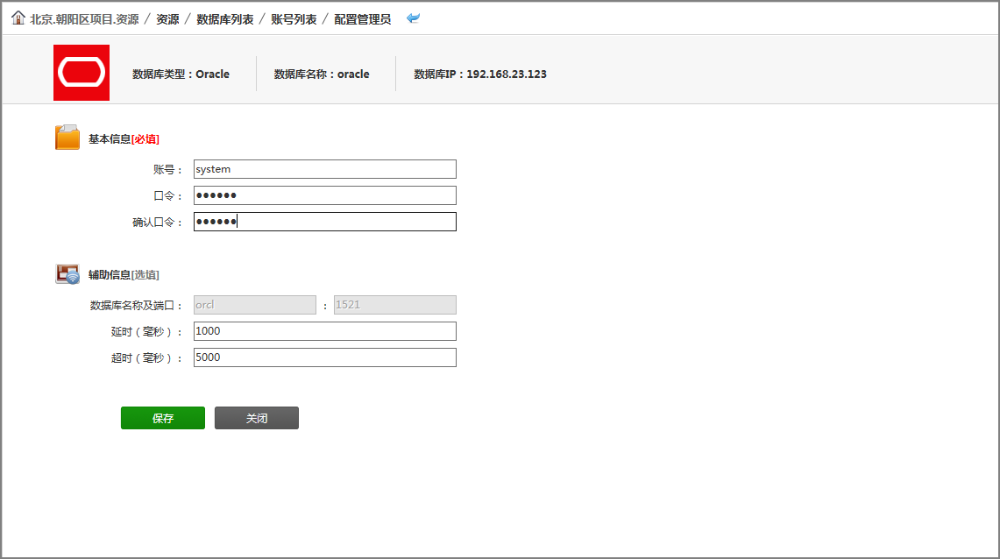 北京.朝阳区项目.资源 / 资源 / 数据库列表 / 账号列表 / 配置管理员
数据库类型：Oracle 数据库名称：oracle 数据库IP：192.168.23.123
基本信息[必填]
账号： system
口令： ●●●●●●
确认口令： ●●●●●●
辅助信息[选填]
数据库名称及端口： orcl : 1521
延时（毫秒）： 1000
超时（毫秒）： 5000
保存 关闭